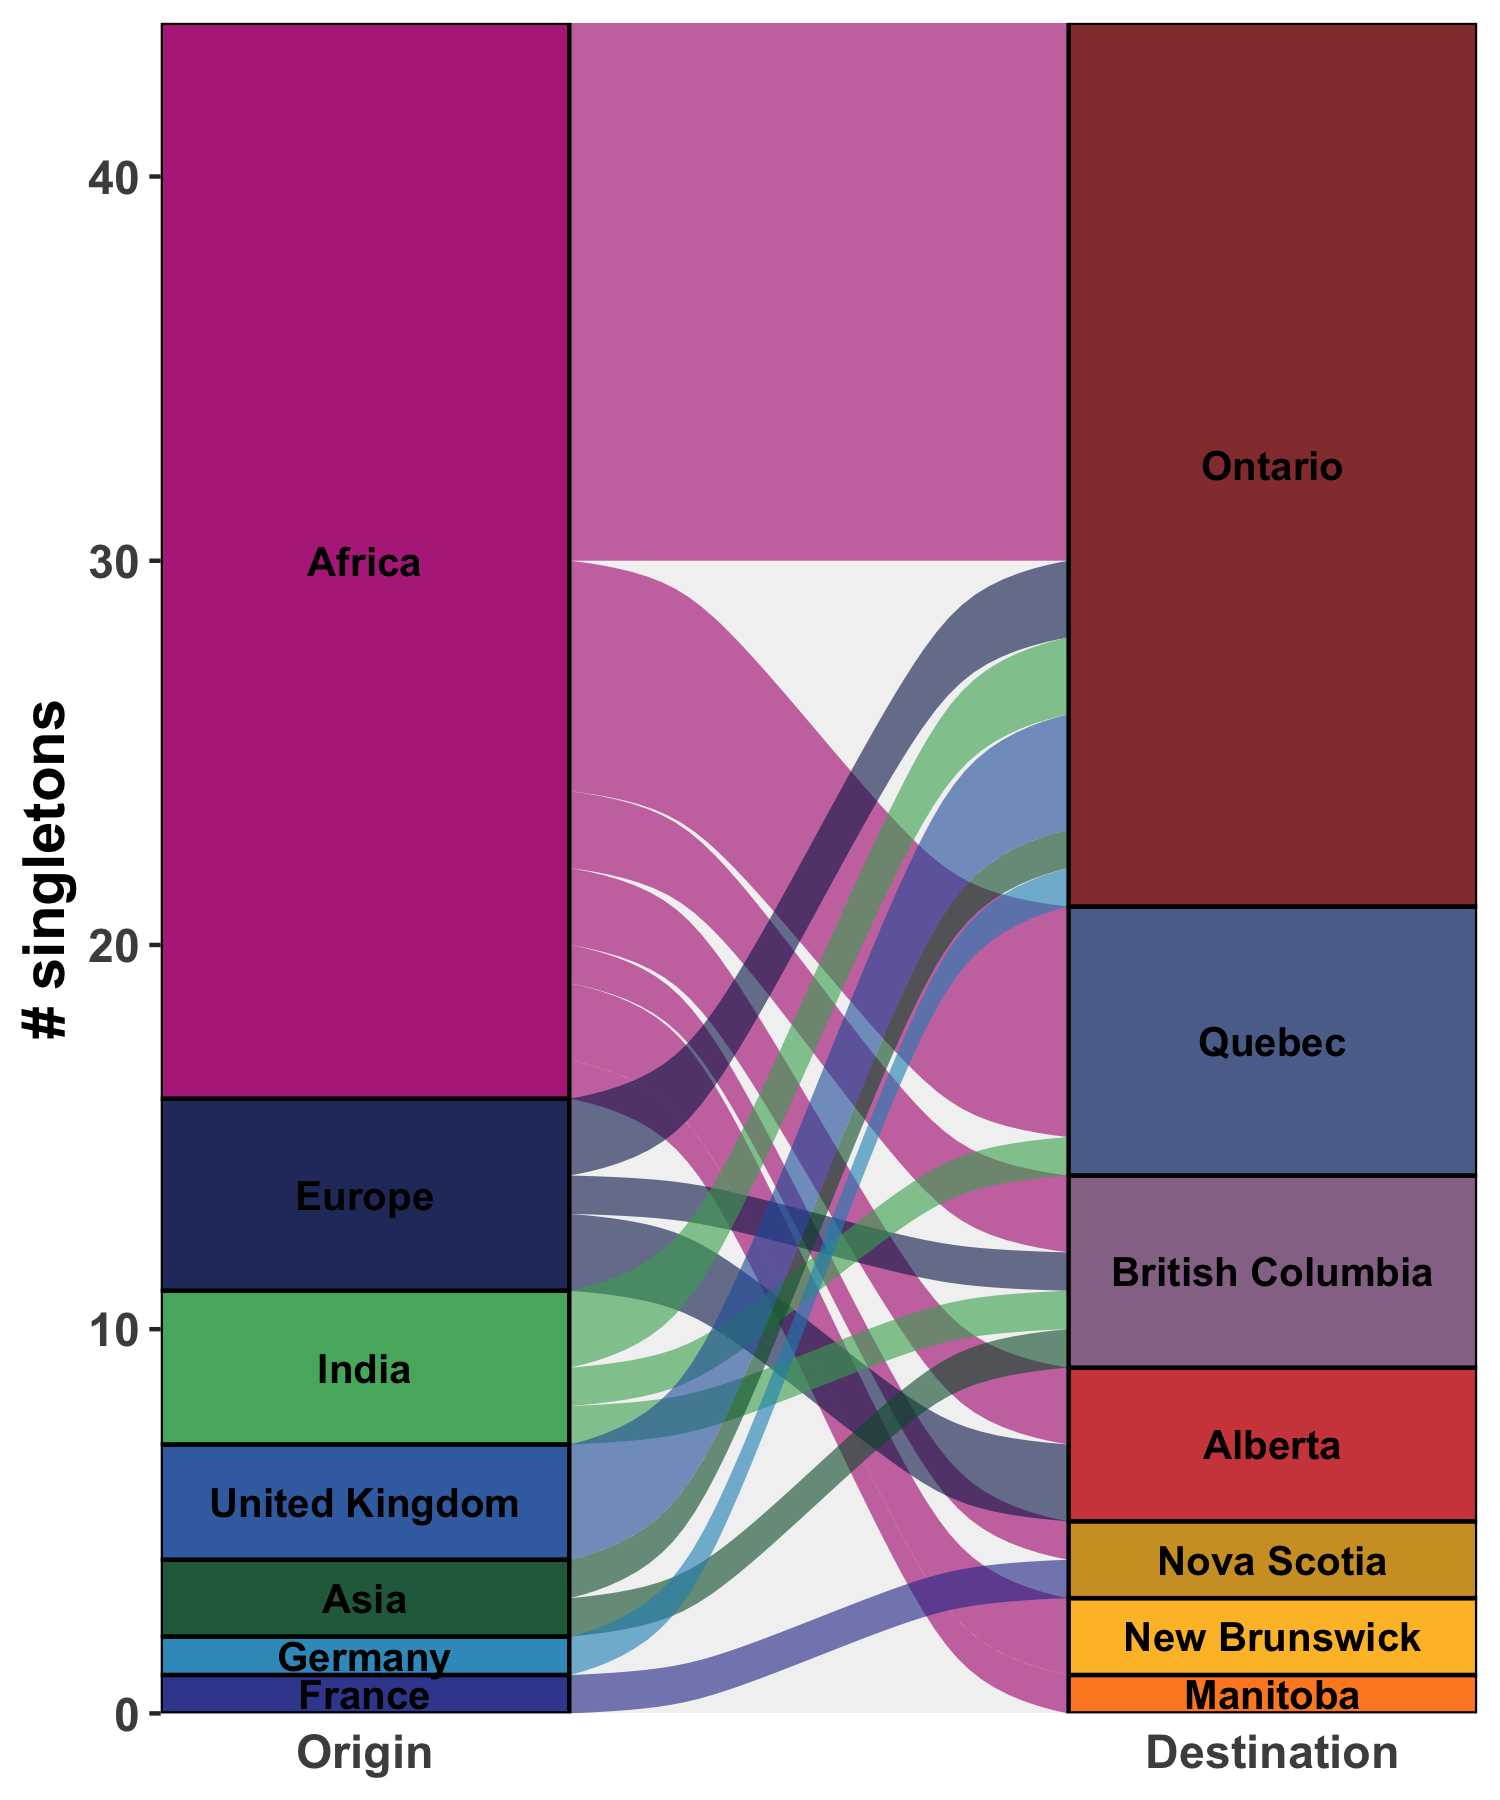 # singletons
40
30
20
10
0
Africa
Europe
India
United Kingdom
Asia
Germany
France
Ontario
Quebec
British Columbia
Alberta
Nova Scotia
New Brunswick
Manitoba
Origin
Destination